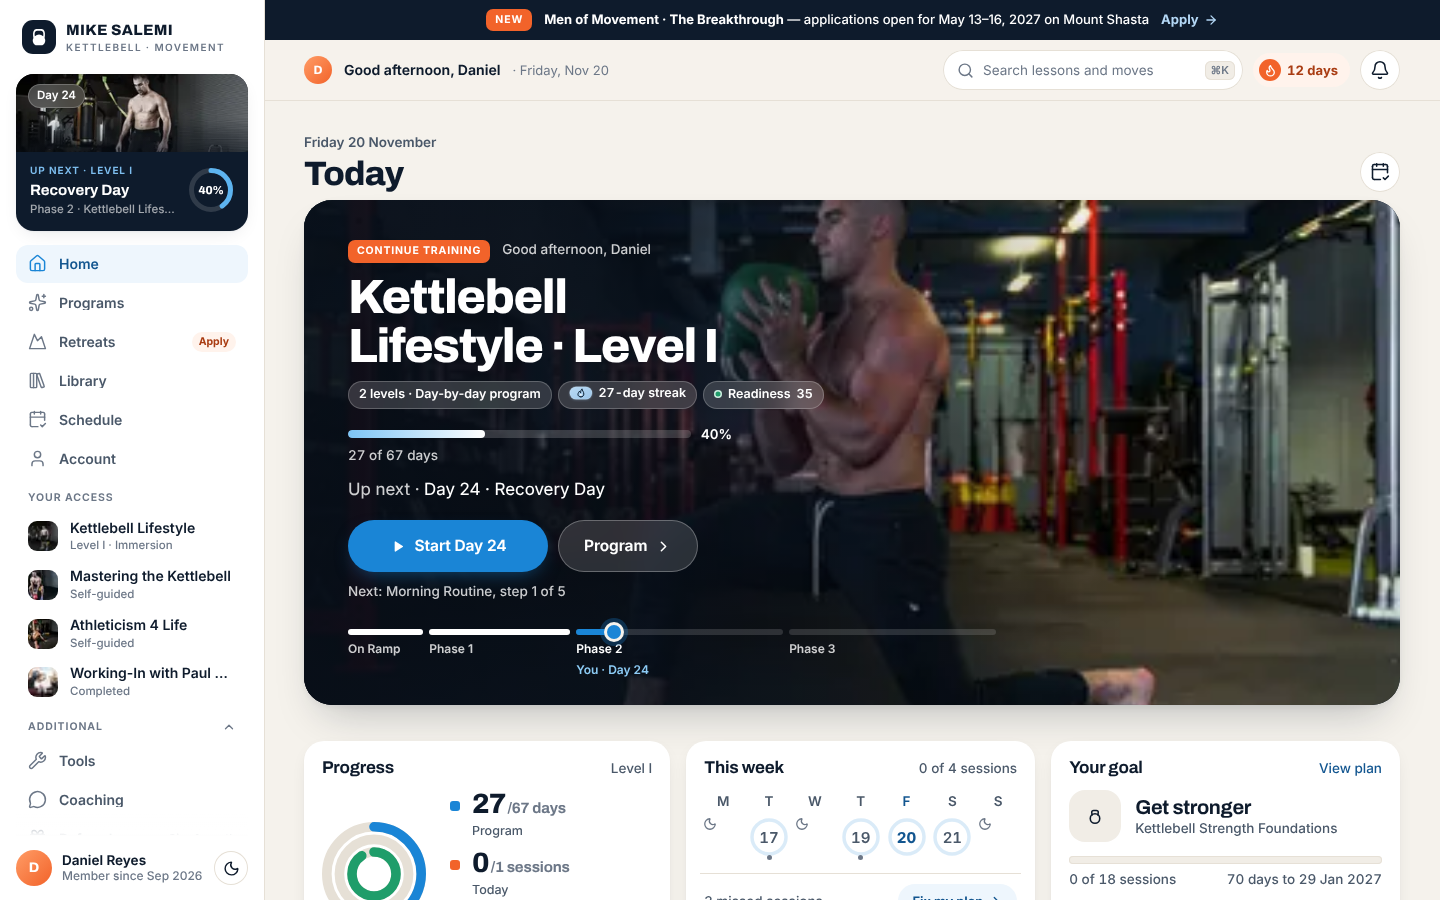 MIKE SALEMI
KETTLEBELL · MOVEMENT
Day 24
UP NEXT · LEVEL I
Recovery Day
Phase 2 · Kettlebell Lifes...
40%
Home
Programs
Retreats
Apply
Library
Schedule
Account
YOUR ACCESS
Kettlebell Lifestyle
Level I · Immersion
Mastering the Kettlebell
Self-guided
Athleticism 4 Life
Self-guided
Working-In with Paul ...
Completed
ADDITIONAL
Tools
Coaching
D
Daniel Reyes
Member since Sep 2026
NEW Men of Movement · The Breakthrough — applications open for May 13–16, 2027 on Mount Shasta Apply →
D
Good afternoon, Daniel · Friday, Nov 20
Search lessons and moves ⌘K
12 days
Friday 20 November
Today
CONTINUE TRAINING Good afternoon, Daniel
Kettlebell
Lifestyle · Level I
2 levels · Day-by-day program
27-day streak
Readiness 35
40%
27 of 67 days
Up next · Day 24 · Recovery Day
Start Day 24
Program
Next: Morning Routine, step 1 of 5
On Ramp Phase 1 Phase 2 Phase 3
You · Day 24
Progress Level I
27/67 days
Program
0/1 sessions
Today
This week 0 of 4 sessions
M T W T F S S
17 19 20 21
Your goal View plan
Get stronger
Kettlebell Strength Foundations
0 of 18 sessions 70 days to 29 Jan 2027